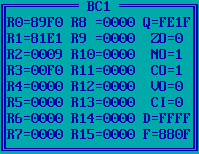 BC1
R0=89F0 R8 =0000 Q=FE1F
R1=81E1 R9 =0000 ZO=0
R2=0009 R10=0000 NO=1
R3=00F0 R11=0000 CO=1
R4=0000 R12=0000 VO=0
R5=0000 R13=0000 CI=0
R6=0000 R14=0000 D=FFFF
R7=0000 R15=0000 F=880F